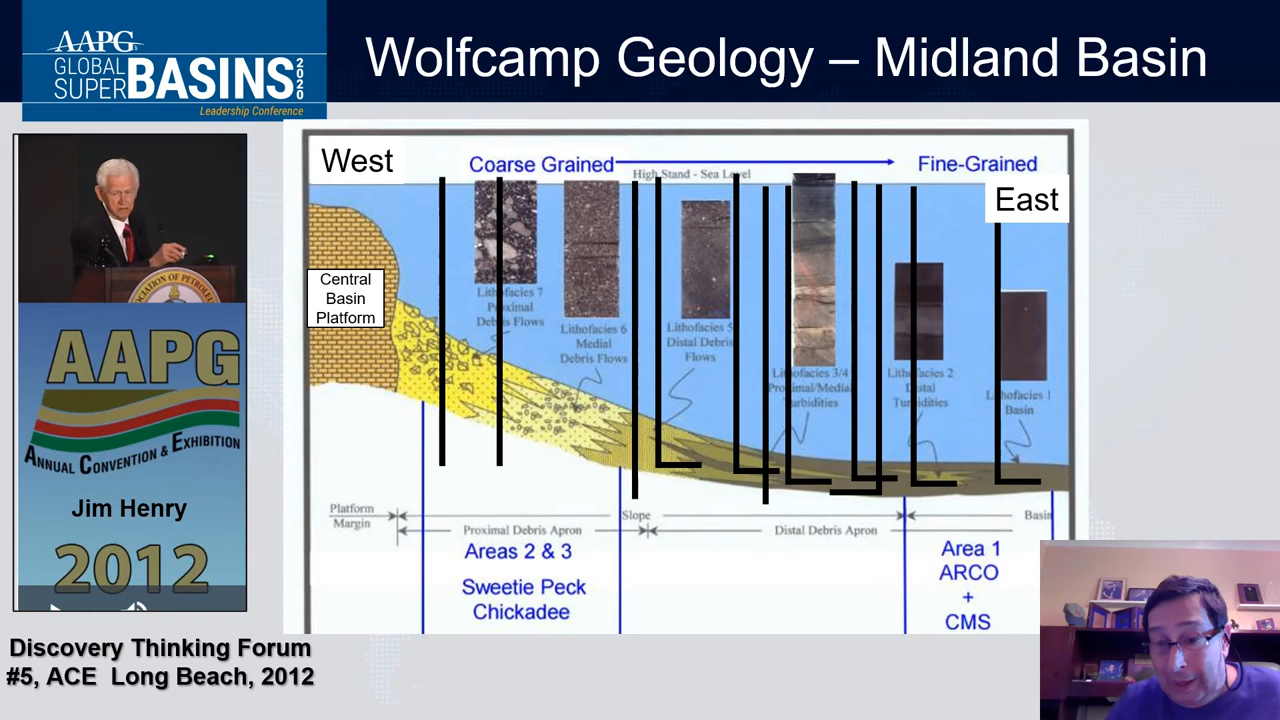 AAPG
GLOBAL
SUPER BASINS 2020
Leadership Conference
Wolfcamp Geology – Midland Basin
West
Coarse Grained
High Stand - Sea Level
Fine-Grained
East
Central
Basin
Platform
Lithofacies 7
Proximal
Debris Flows
Lithofacies 6
Medial
Debris Flows
Lithofacies 5
Distal Debris
Flows
Lithofacies 3/4
Proximal/Medial
Turbidities
Lithofacies 2
Distal
Turbidities
Lithofacies 1
Basin
Platform
Margin
Slope
Basin
Proximal Debris Apron
Distal Debris Apron
Areas 2 & 3
Sweetie Peck
Chickadee
Area 1
ARCO
+
CMS
AAPG
ANNUAL CONVENTION & EXHIBITION
Jim Henry
2012
Discovery Thinking Forum
#5, ACE Long Beach, 2012